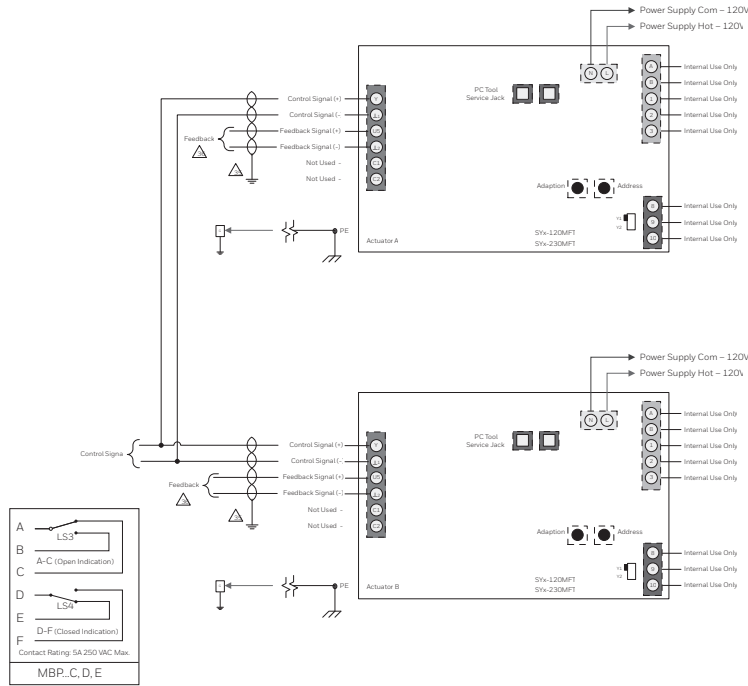 Power Supply Com – 120V
Power Supply Hot – 120V
N L
A Internal Use Only
B Internal Use Only
1 Internal Use Only
2 Internal Use Only
3 Internal Use Only
PC Tool
Service Jack
Control Signal (+) Y
Control Signal (-
Feedback Signal (+) U5
Feedback Signal (-)
Not Used - C1
Not Used - C2
Feedback
Adaption Address
8 Internal Use Only
9 Internal Use Only
10 Internal Use Only
Y1
Y2
PE
Actuator A
SYx-120MFT
SYx-230MFT
Power Supply Com – 120V
Power Supply Hot – 120V
N L
A Internal Use Only
B Internal Use Only
1 Internal Use Only
2 Internal Use Only
3 Internal Use Only
PC Tool
Service Jack
Control Signa
Control Signal (+) Y
Control Signal (-
Feedback Signal (+) U5
Feedback Signal (-)
Not Used - C1
Not Used - C2
Feedback
Adaption Address
8 Internal Use Only
9 Internal Use Only
10 Internal Use Only
Y1
Y2
PE
Actuator B
SYx-120MFT
SYx-230MFT
A
LS3
B
A-C (Open Indication)
C
D
LS4
E
D-F (Closed Indication)
F
Contact Rating: 5A 250 VAC Max.
MBP...C, D, E